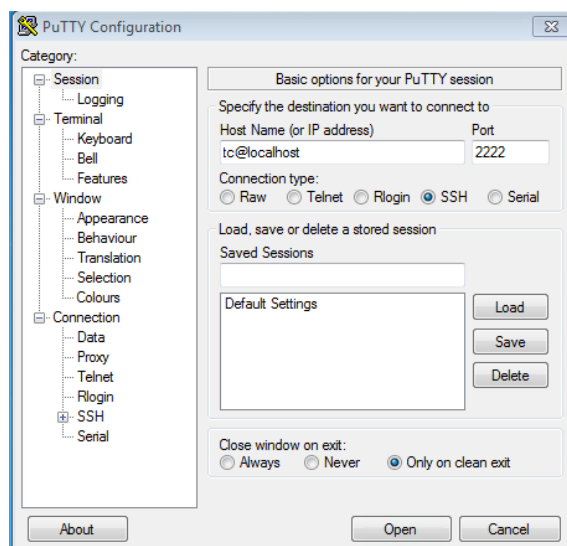 PuTTY Configuration
Category:
Session
Logging
Terminal
Keyboard
Bell
Features
Window
Appearance
Behaviour
Translation
Selection
Colours
Connection
Data
Proxy
Telnet
Rlogin
SSH
Serial
Basic options for your PuTTY session
Specify the destination you want to connect to
Host Name (or IP address) Port
tc@localhost 2222
Connection type:
Raw Telnet Rlogin SSH Serial
Load, save or delete a stored session
Saved Sessions
Default Settings
Load
Save
Delete
Close window on exit:
Always Never Only on clean exit
About Open Cancel